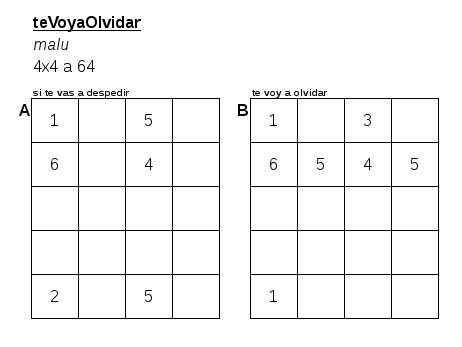 teVoyaOlvidar
malu
4x4 a 64
si te vas a despedir
A
1 5
6 4
2 5
te voy a olvidar
B
1 3
6 5 4 5
1